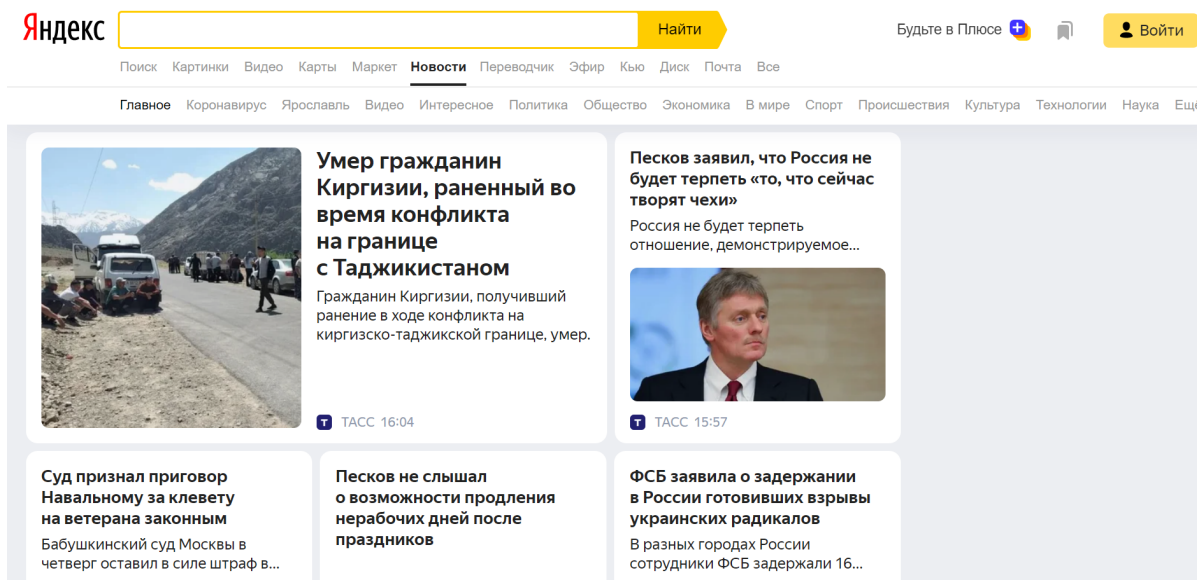 Яндекс
Найти
Будьте в Плюсе
Войти
Поиск Картинки Видео Карты Маркет Новости Переводчик Эфир Кью Диск Почта Все
Главное Коронавирус Ярославль Видео Интересное Политика Общество Экономика В мире Спорт Происшествия Культура Технологии Наука Ещё
Умер гражданин
Киргизии, раненный во
время конфликта
на границе
с Таджикистаном
Гражданин Киргизии, получивший
ранение в ходе конфликта на
киргизско-таджикской границе, умер.
Т ТАСС 16:04
Песков заявил, что Россия не
будет терпеть «то, что сейчас
творят чехи»
Россия не будет терпеть
отношение, демонстрируемое...
Т ТАСС 15:57
Суд признал приговор
Навальному за клевету
на ветерана законным
Бабушкинский суд Москвы в
четверг оставил в силе штраф в...
Песков не слышал
о возможности продления
нерабочих дней после
праздников
ФСБ заявила о задержании
в России готовивших взрывы
украинских радикалов
В разных городах России
сотрудники ФСБ задержали 16...